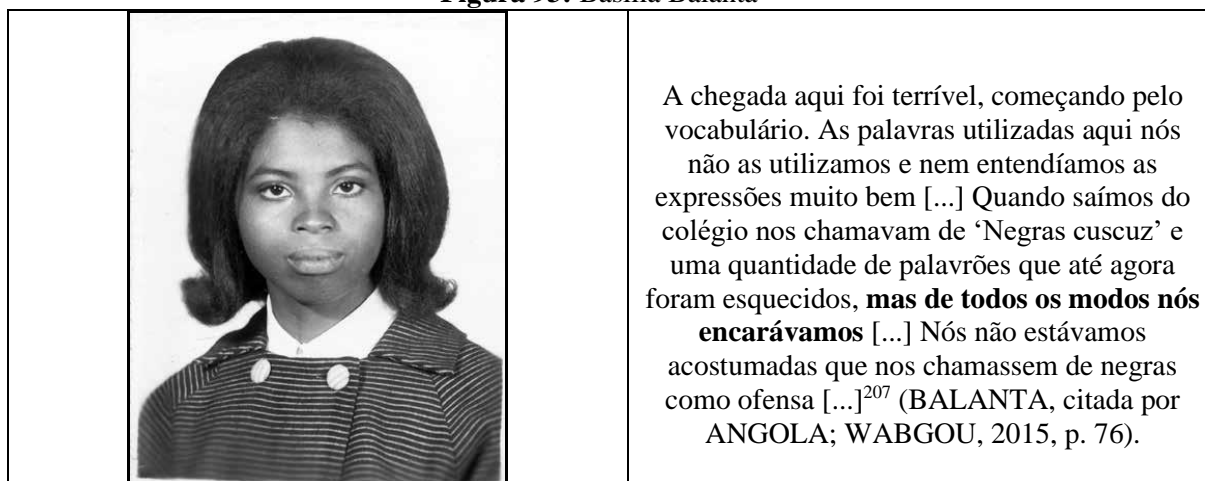 Basilia Balanta
A chegada aqui foi terrível, começando pelo
vocabulário. As palavras utilizadas aqui nós
não as utilizamos e nem entendíamos as
expressões muito bem [...] Quando saímos do
colégio nos chamavam de ‘Negras cuscuz’ e
uma quantidade de palavrões que até agora
foram esquecidos, mas de todos os modos nós
encarávamos [...] Nós não estávamos
acostumadas que nos chamassem de negras
como ofensa [...]207 (BALANTA, citada por
ANGOLA; WABGOU, 2015, p. 76).